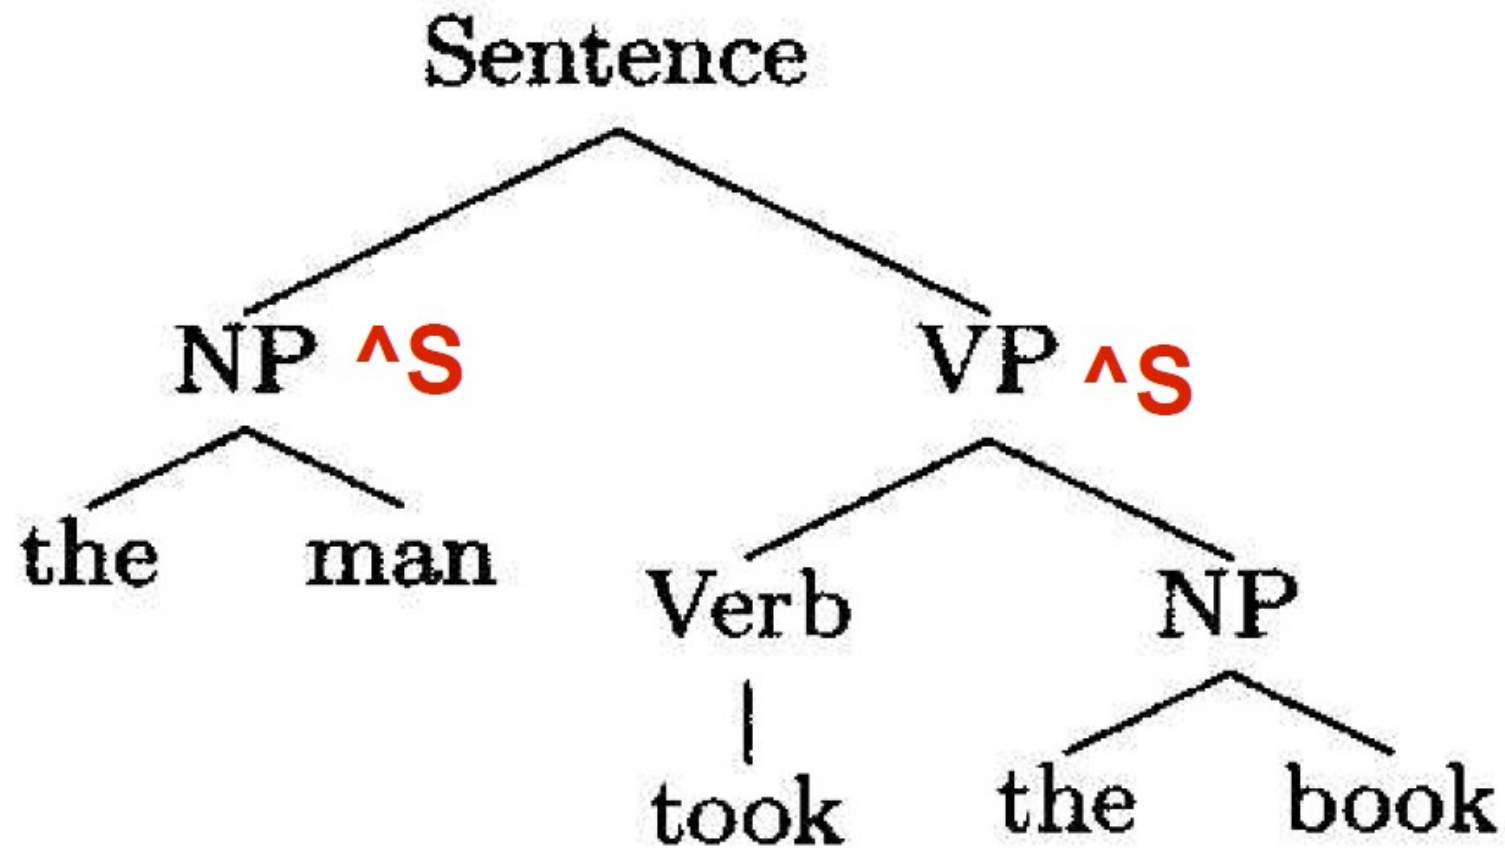 Sentence
NP ^S VP ^S
the man
Verb NP
took the book